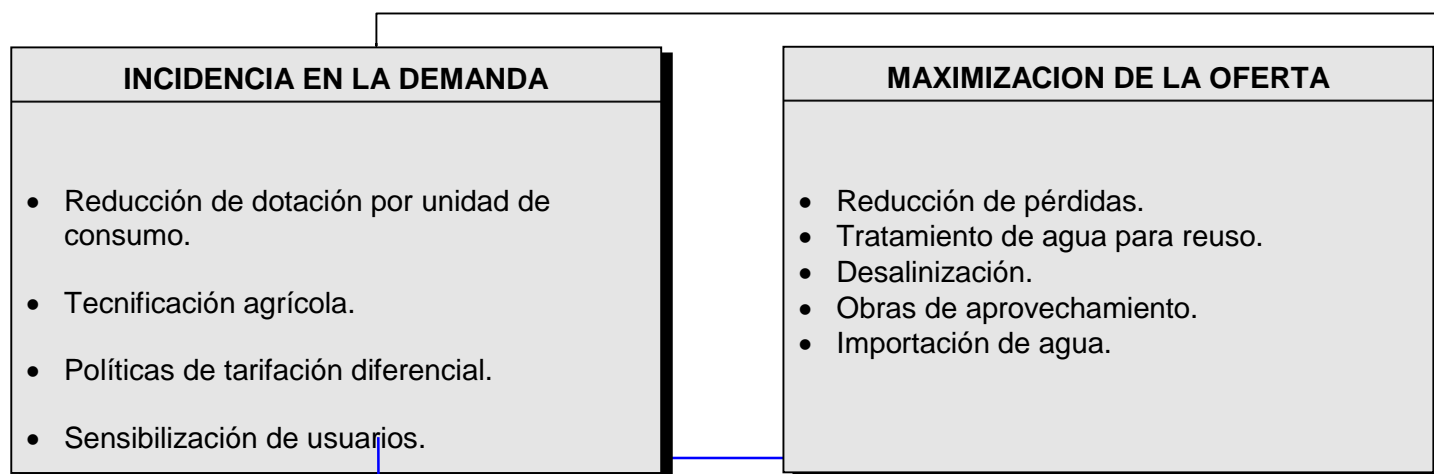 INCIDENCIA EN LA DEMANDA
• Reducción de dotación por unidad de
consumo.
• Tecnificación agrícola.
• Políticas de tarifación diferencial.
• Sensibilización de usuarios.
MAXIMIZACION DE LA OFERTA
• Reducción de pérdidas.
• Tratamiento de agua para reuso.
• Desalinización.
• Obras de aprovechamiento.
• Importación de agua.